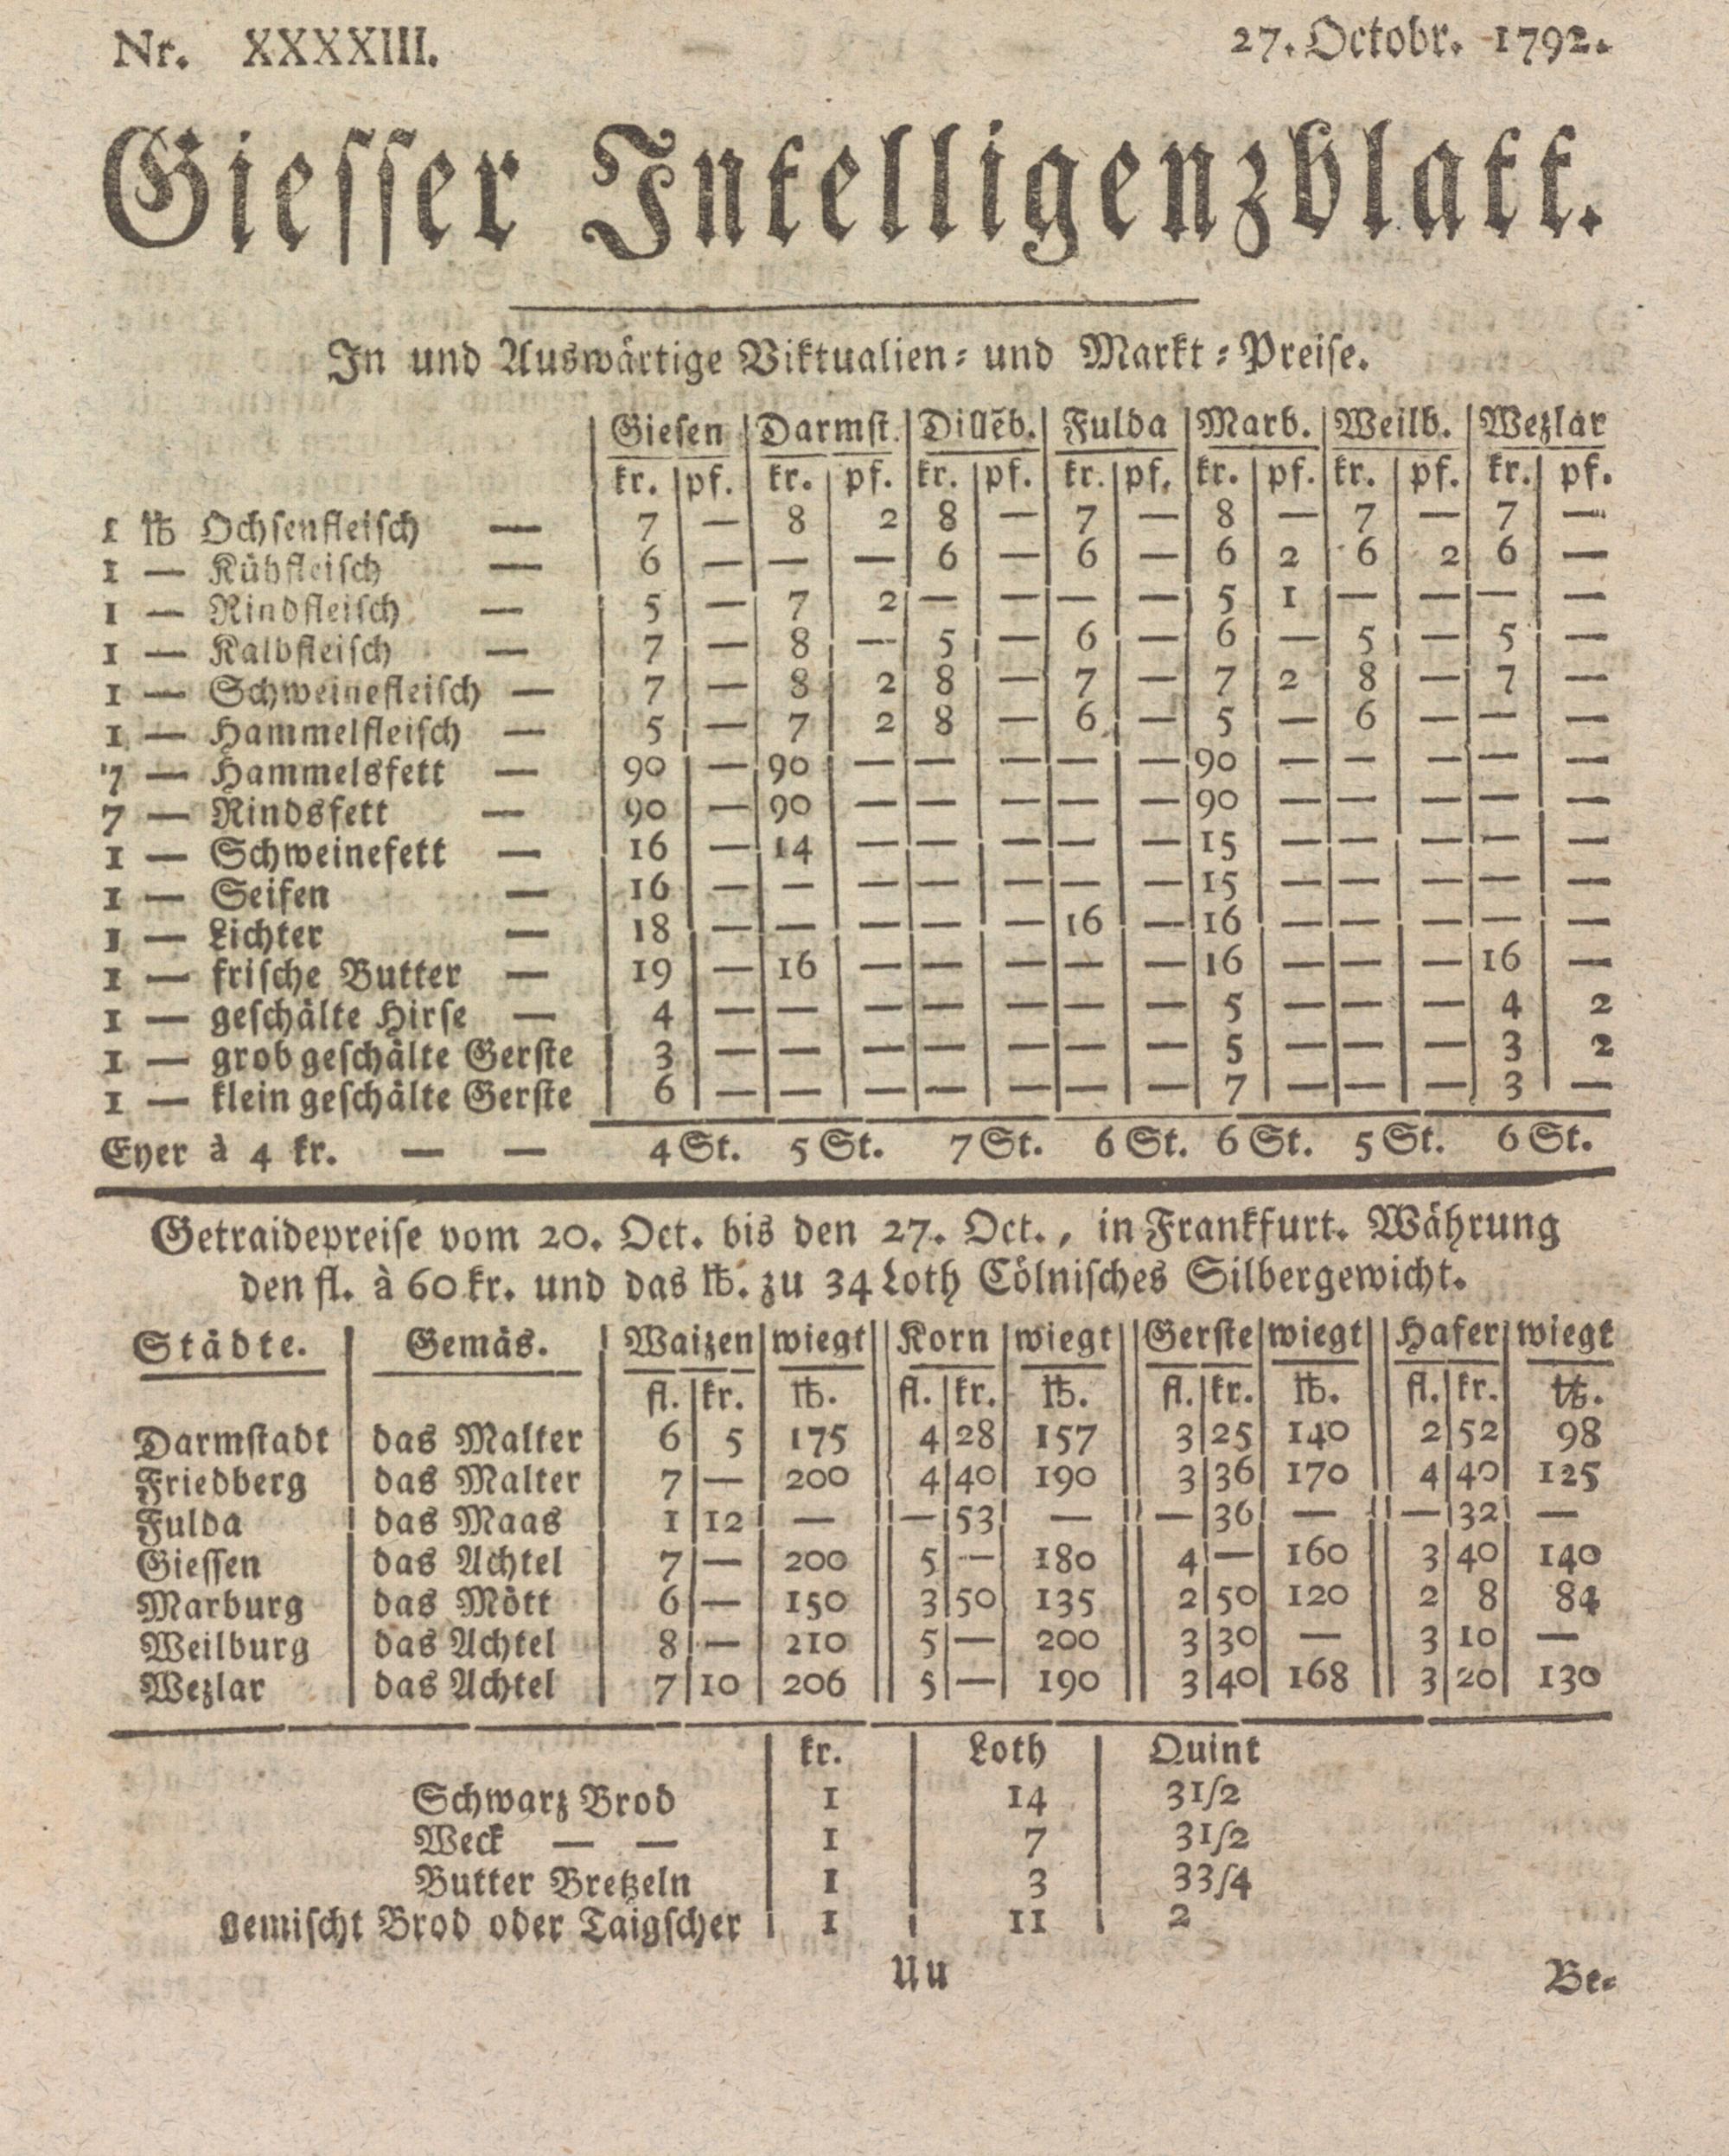 Nr. XXXXIII. 27. Octobr. 1792.
Giesser Intelligenzblatt.
In und Auswärtige Viktualien- und Markt-Preise.
Giesen | Darmst. | Dillēb. | Fulda | Marb. | Weilb. | Wezlar
kr. | pf. | kr. | pf. | kr. | pf. | kr. | pf. | kr. | pf. | kr. | pf. | kr. | pf.
1 ℔ Ochsenfleisch — 7 — 8 2 8 — 7 — 8 — 7 — 7 —
1 — Kühfleisch — 6 — — — 6 — 6 — 6 2 6 2 6 —
1 — Rindfleisch — 5 — 7 2 — — — — 5 1 — — — —
1 — Kalbfleisch — 7 — 8 — 5 — 6 — 6 — 5 — 5 —
1 — Schweinefleisch — 7 — 8 2 8 — 7 — 7 2 8 — 7 —
1 — Hammelfleisch — 5 — 7 2 8 — 6 — 5 — 6 — — —
7 — Hammelsfett — 90 — 90 — — — — — 90 — — — — —
7 — Rindsfett — 90 — 90 — — — — — 90 — — — — —
1 — Schweinefett — 16 — 14 — — — — — 15 — — — — —
1 — Seifen — 16 — — — — — — — 15 — — — — —
1 — Lichter — 18 — — — — — 16 — 16 — — — — —
1 — frische Butter — 19 — 16 — — — — — 16 — — — 16 —
1 — geschälte Hirse — 4 — — — — — — — 5 — — — 4 2
1 — grob geschälte Gerste 3 — — — — — — — 5 — — — 3 2
1 — klein geschälte Gerste 6 — — — — — — — 7 — — — 3 —
Eyer à 4 kr. — — 4 St. 5 St. 7 St. 6 St. 6 St. 5 St. 6 St.
Getraidepreise vom 20. Oct. bis den 27. Oct., in Frankfurt. Währung
den fl. à 60 kr. und das ℔. zu 34 Loth Cölnisches Silbergewicht.
Städte. | Gemäs. | Waizen | wiegt || Korn | wiegt || Gerste | wiegt || Hafer | wiegt
fl. | kr. | ℔. || fl. | kr. | ℔. || fl. | kr. | ℔. || fl. | kr. | ℔.
Darmstadt | das Malter | 6 | 5 | 175 || 4 | 28 | 157 || 3 | 25 | 140 || 2 | 52 | 98
Friedberg | das Malter | 7 | — | 200 || 4 | 40 | 190 || 3 | 36 | 170 || 4 | 40 | 125
Fulda | das Maas | 1 | 12 | — || — | 53 | — || — | 36 | — || — | 32 | —
Giessen | das Achtel | 7 | — | 200 || 5 | — | 180 || 4 | — | 160 || 3 | 40 | 140
Marburg | das Mött | 6 | — | 150 || 3 | 50 | 135 || 2 | 50 | 120 || 2 | 8 | 84
Weilburg | das Achtel | 8 | — | 210 || 5 | — | 200 || 3 | 30 | — || 3 | 10 | —
Wezlar | das Achtel | 7 | 10 | 206 || 5 | — | 190 || 3 | 40 | 168 || 3 | 20 | 130
kr. | Loth | Quint
Schwarz Brod | 1 | 14 | 3 1/2
Weck — — | 1 | 7 | 3 1/2
Butter Bretzeln | 1 | 3 | 3 3/4
gemischt Brod oder Taigscher | 1 | 11 | 2
Uu Be-